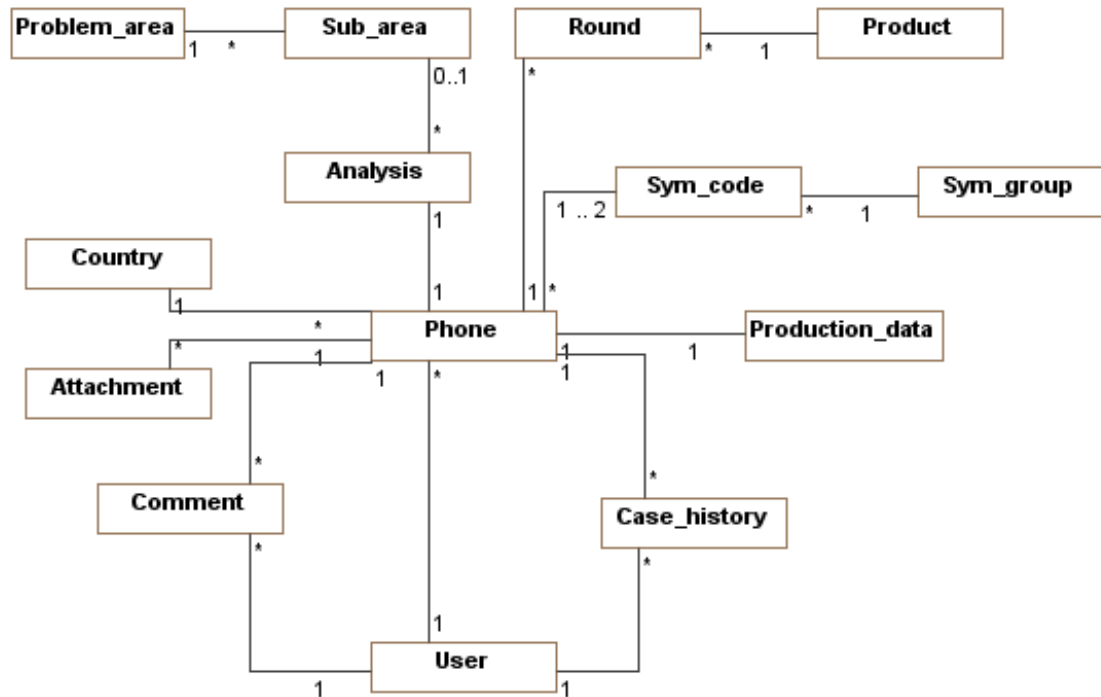 Problem_area
1
*
Sub_area
Round
*
1
Product
0..1
*
*
Analysis
1
Sym_code
1 .. 2
*
1
Sym_group
Country
1
1
1
*
*
Phone
1
1
Production_data
*
1
Attachment
1
*
1
*
*
Comment
*
Case_history
*
1
1
User
1